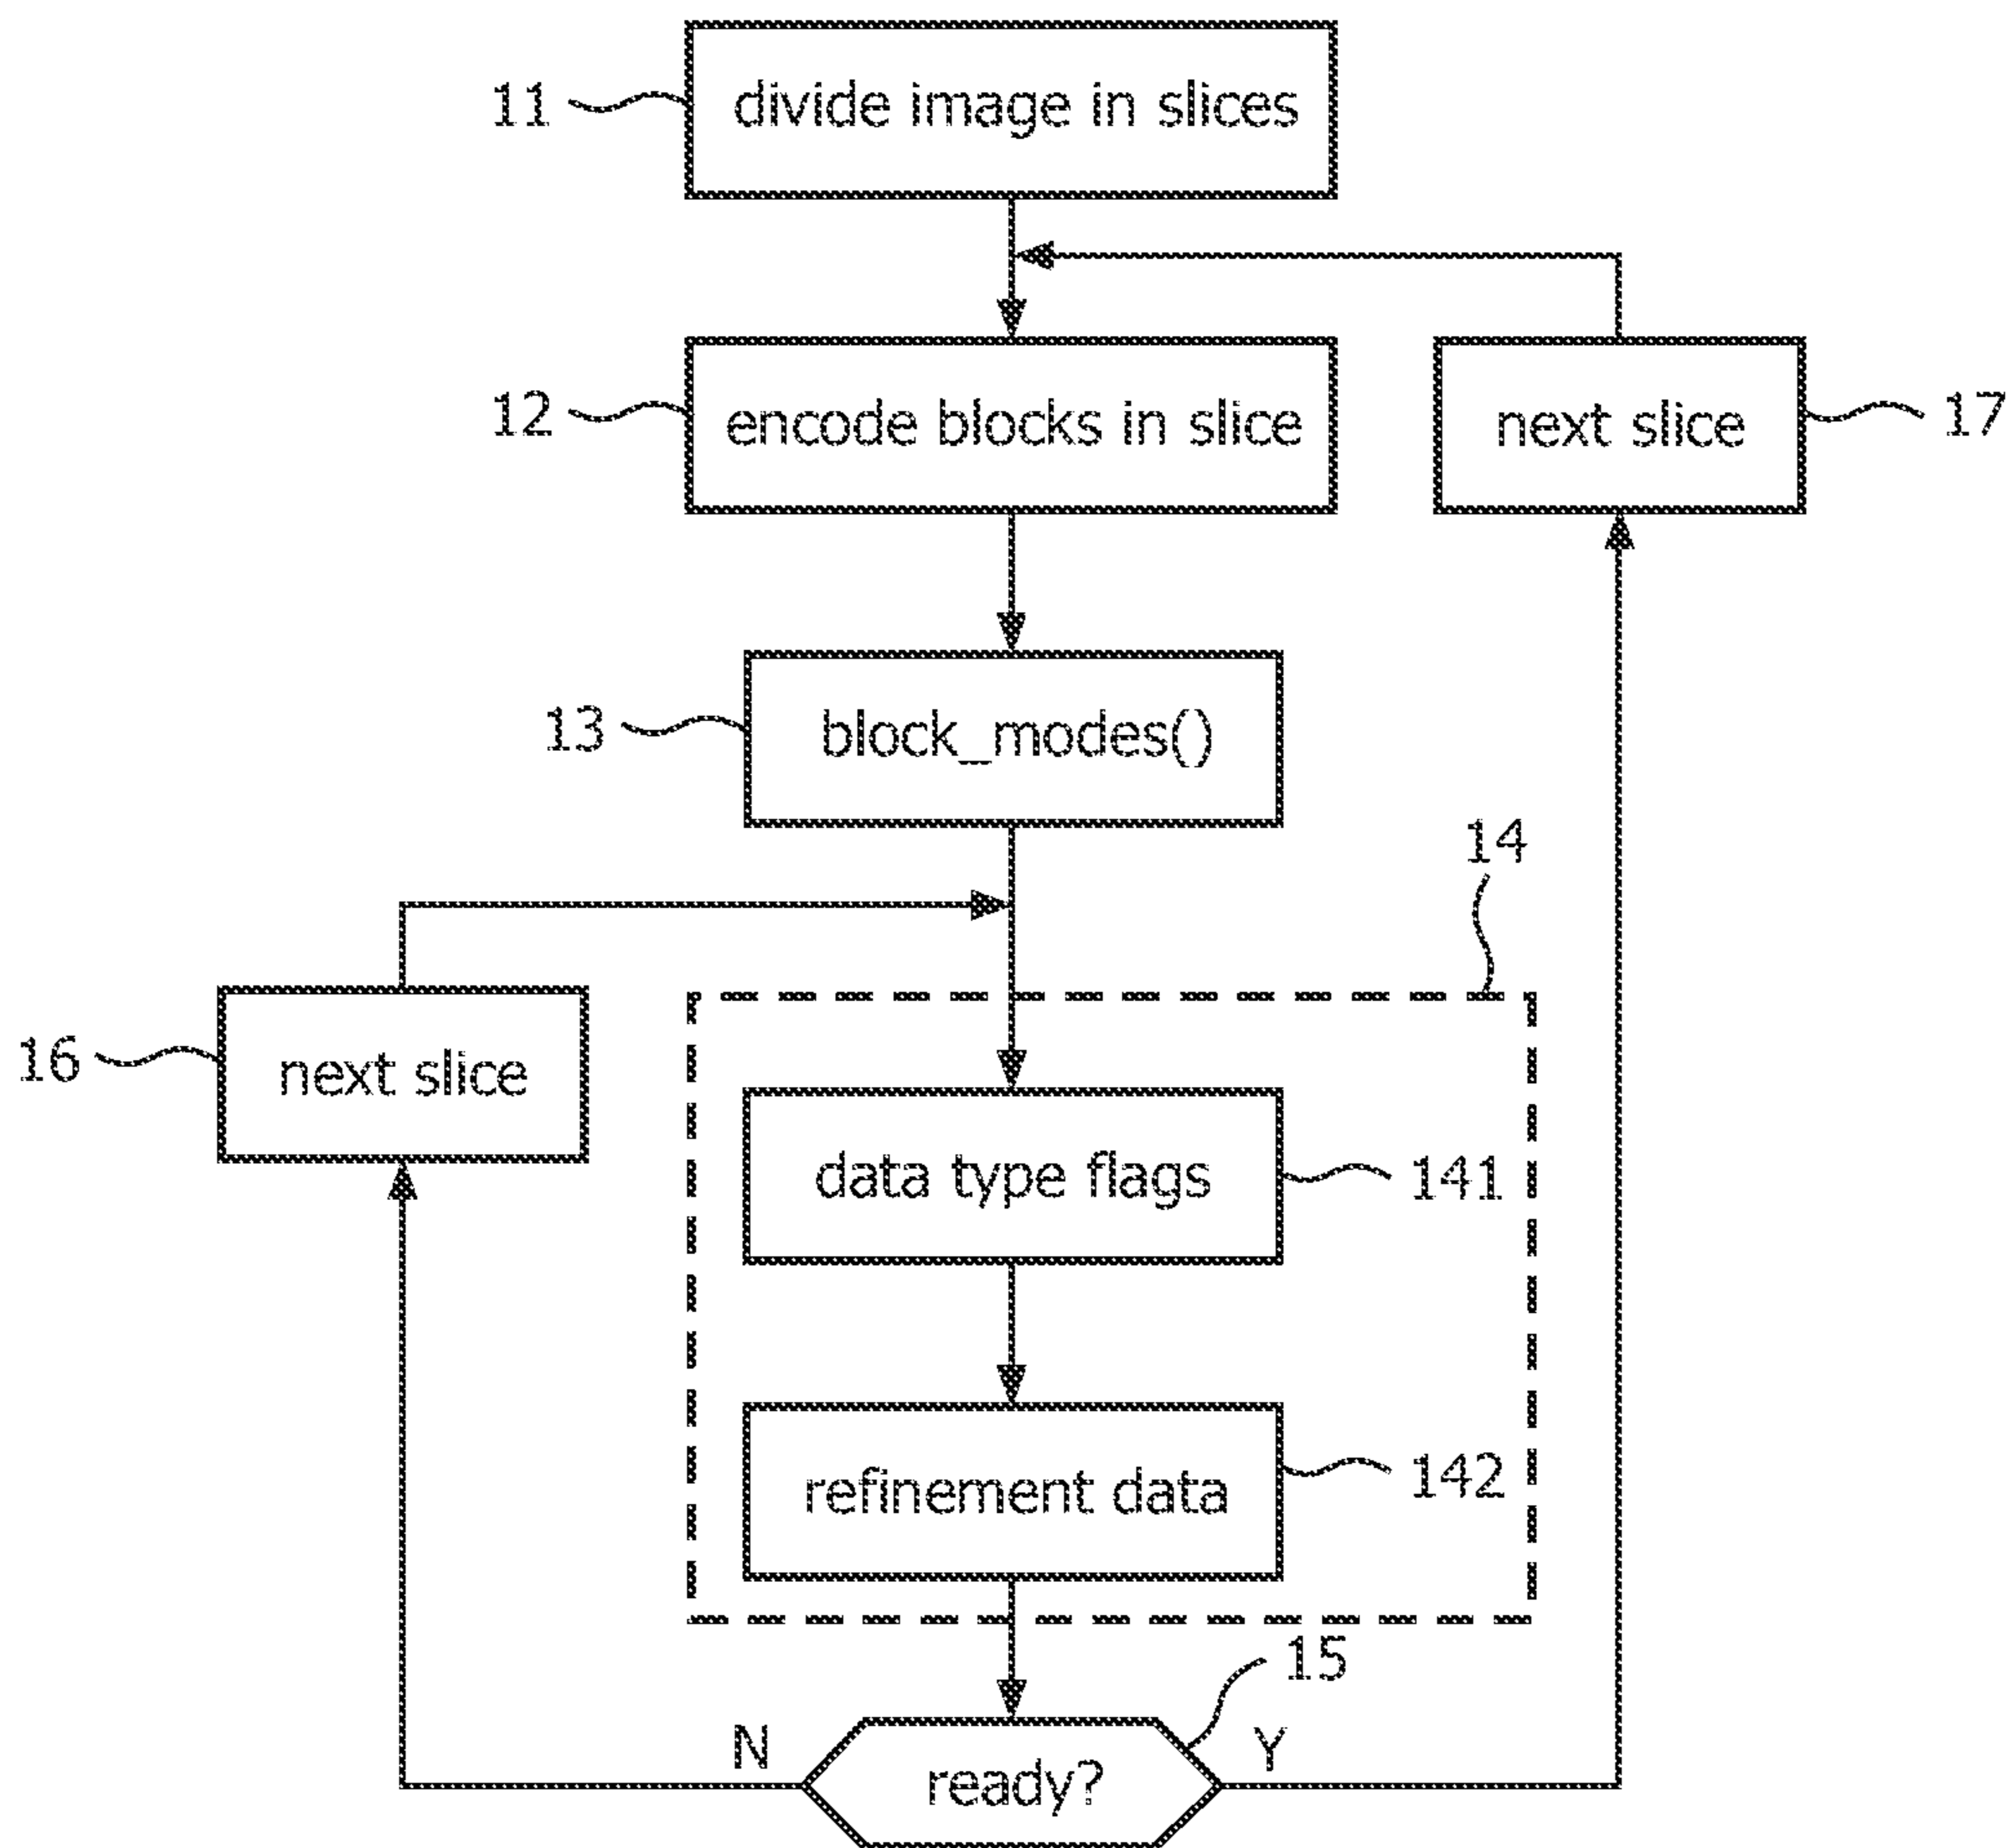 11
divide image in slices
12
encode blocks in slice
next slice
17
13
block_modes()
14
16
next slice
data type flags
141
refinement data
142
15
N
ready?
Y